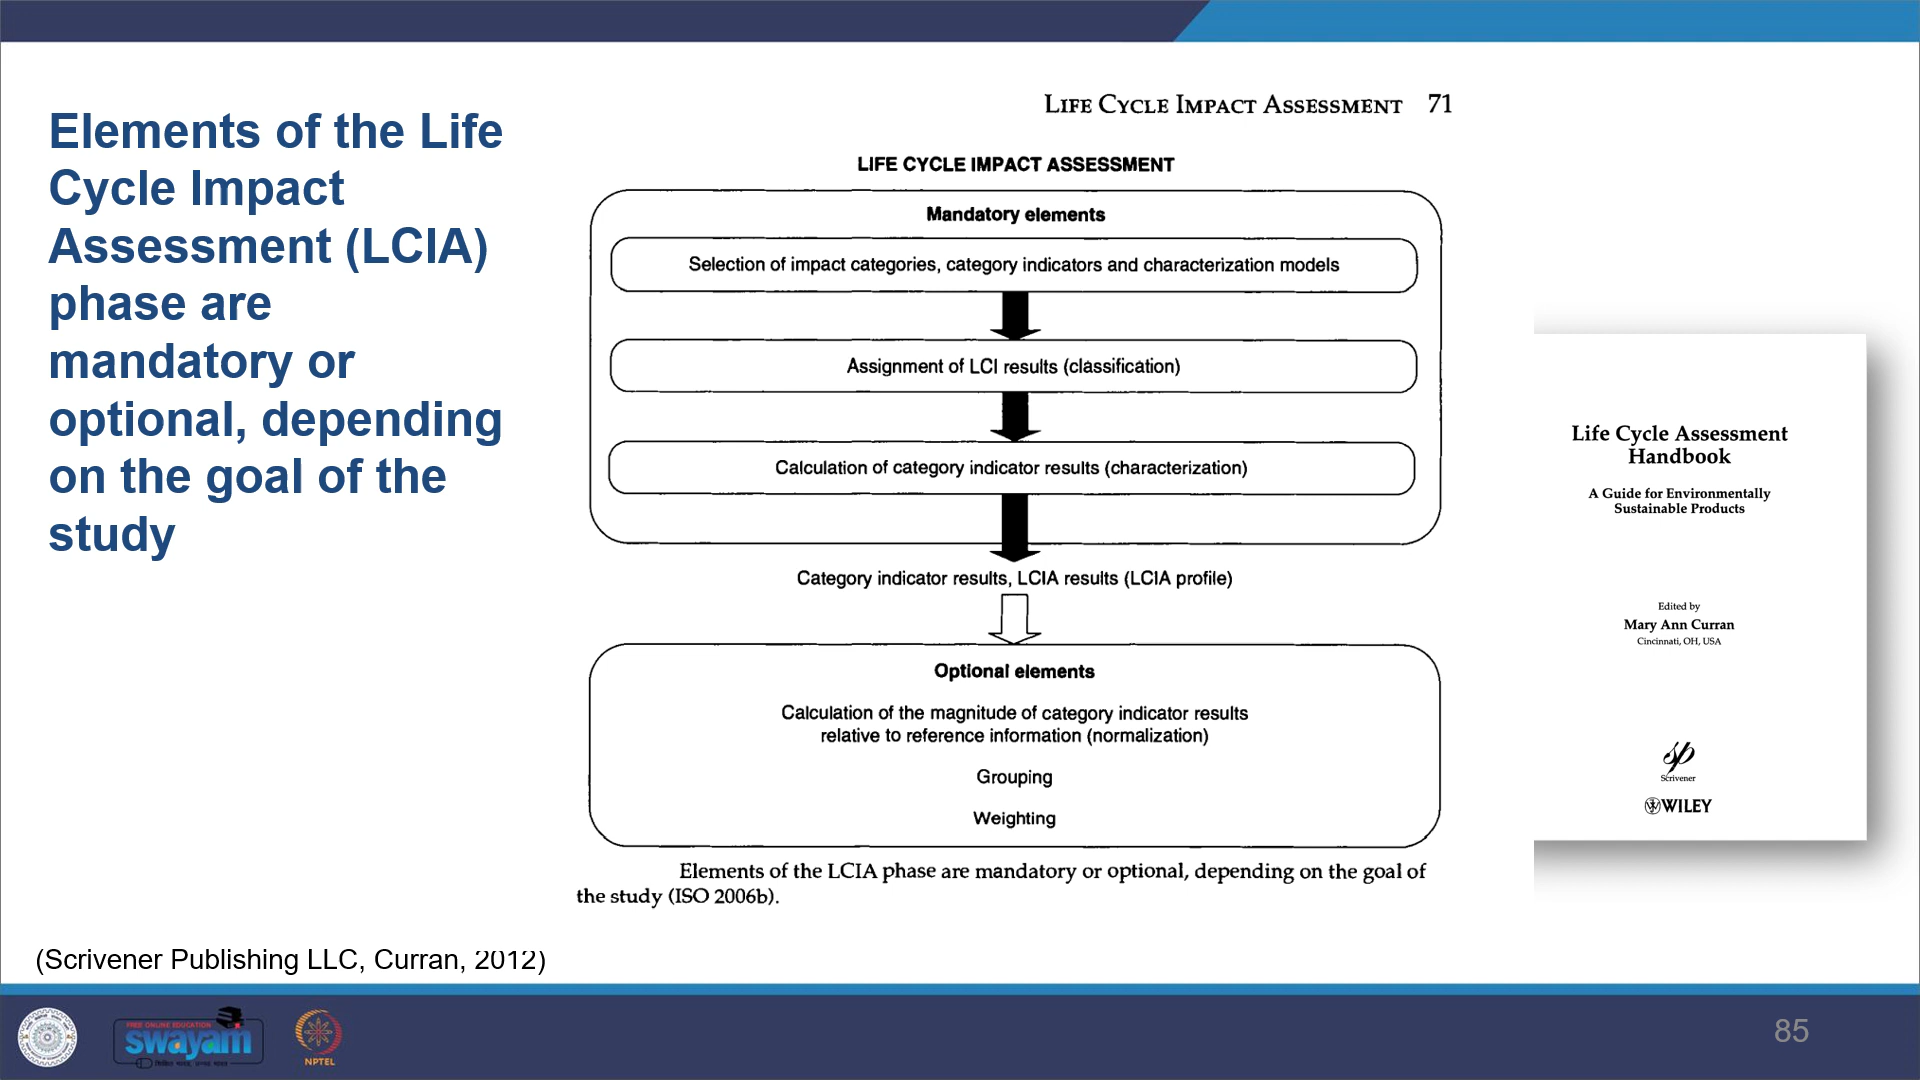 Elements of the Life
Cycle Impact
Assessment (LCIA)
phase are
mandatory or
optional, depending
on the goal of the
study
(Scrivener Publishing LLC, Curran, 2012)
LIFE CYCLE IMPACT ASSESSMENT 71
LIFE CYCLE IMPACT ASSESSMENT
Mandatory elements
Selection of impact categories, category indicators and characterization models
Assignment of LCI results (classification)
Calculation of category indicator results (characterization)
Category indicator results, LCIA results (LCIA profile)
Optional elements
Calculation of the magnitude of category indicator results
relative to reference information (normalization)
Grouping
Weighting
Elements of the LCIA phase are mandatory or optional, depending on the goal of
the study (ISO 2006b).
Life Cycle Assessment
Handbook
A Guide for Environmentally
Sustainable Products
Edited by
Mary Ann Curran
Cincinnati, OH, USA
sp
Scrivener
WILEY
FREE ONLINE EDUCATION
swayam
NPTEL
85